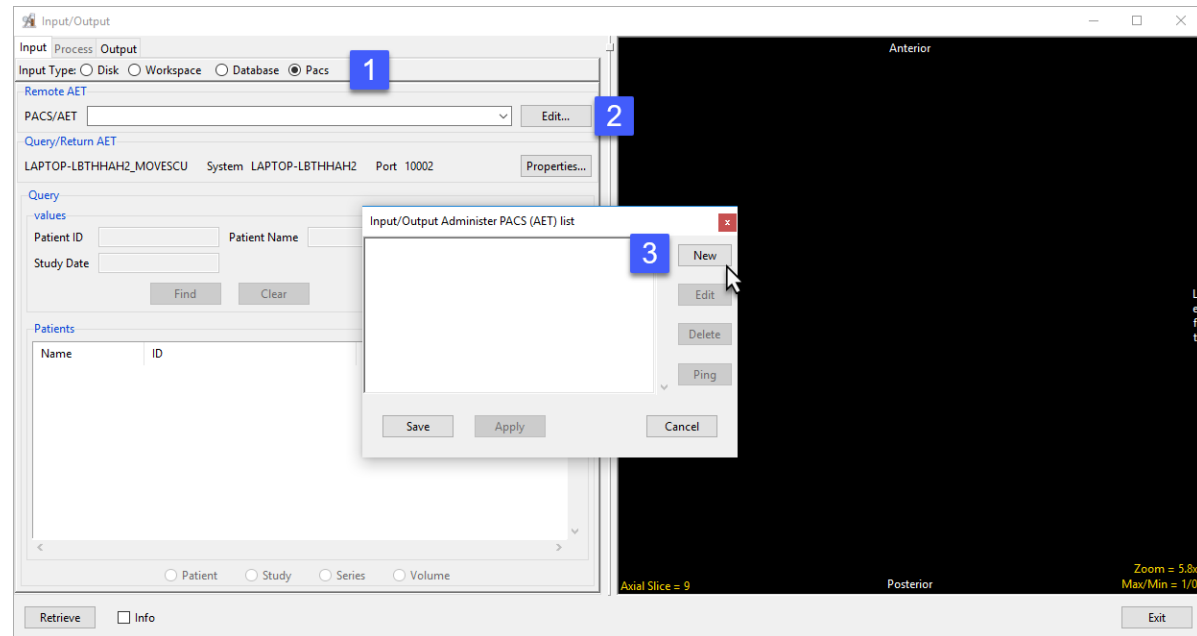 Input/Output
Input Process Output
Input Type: Disk Workspace Database Pacs
1
Remote AET
PACS/AET Edit...
2
Query/Return AET
LAPTOP-LBTHHAH2_MOVESCU System LAPTOP-LBTHHAH2 Port 10002 Properties...
Query
values
Patient ID Patient Name
Study Date
Find Clear
Patients
Name ID
Patient Study Series Volume
Retrieve Info
Input/Output Administer PACS (AET) list
3
New
Edit
Delete
Ping
Save Apply Cancel
Anterior
L
e
f
t
Axial Slice = 9
Posterior
Zoom = 5.8x
Max/Min = 1/0
Exit